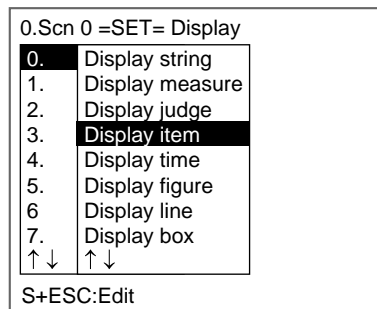 0.Scn 0 =SET= Display
0. Display string
1. Display measure
2. Display judge
3. Display item
4. Display time
5. Display figure
6 Display line
7. Display box
↑↓ ↑↓
S+ESC:Edit